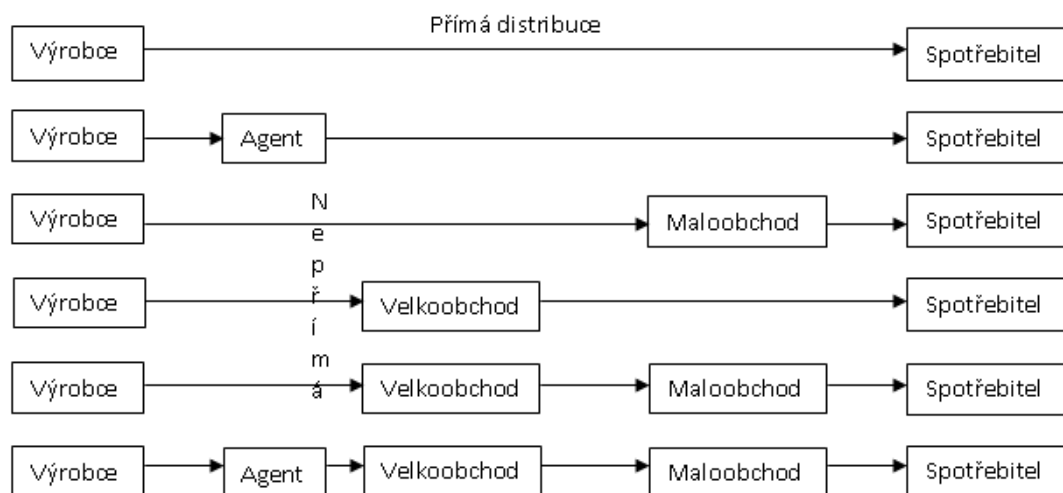 Přímá distribuce
Výrobce Spotřebitel
Výrobce Agent Spotřebitel
Výrobce Maloobchod Spotřebitel
Výrobce Velkoobchod Spotřebitel
Výrobce Velkoobchod Maloobchod Spotřebitel
Výrobce Agent Velkoobchod Maloobchod Spotřebitel
N
e
p
ř
í
m
á